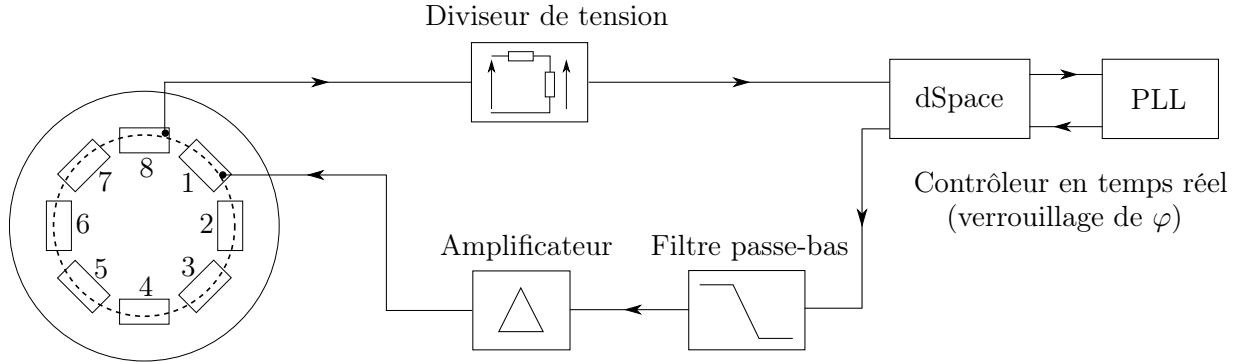 Diviseur de tension
dSpace
PLL
8
7
1
6
2
5
3
4
Contrôleur en temps réel
(verrouillage de φ)
Amplificateur
Filtre passe-bas